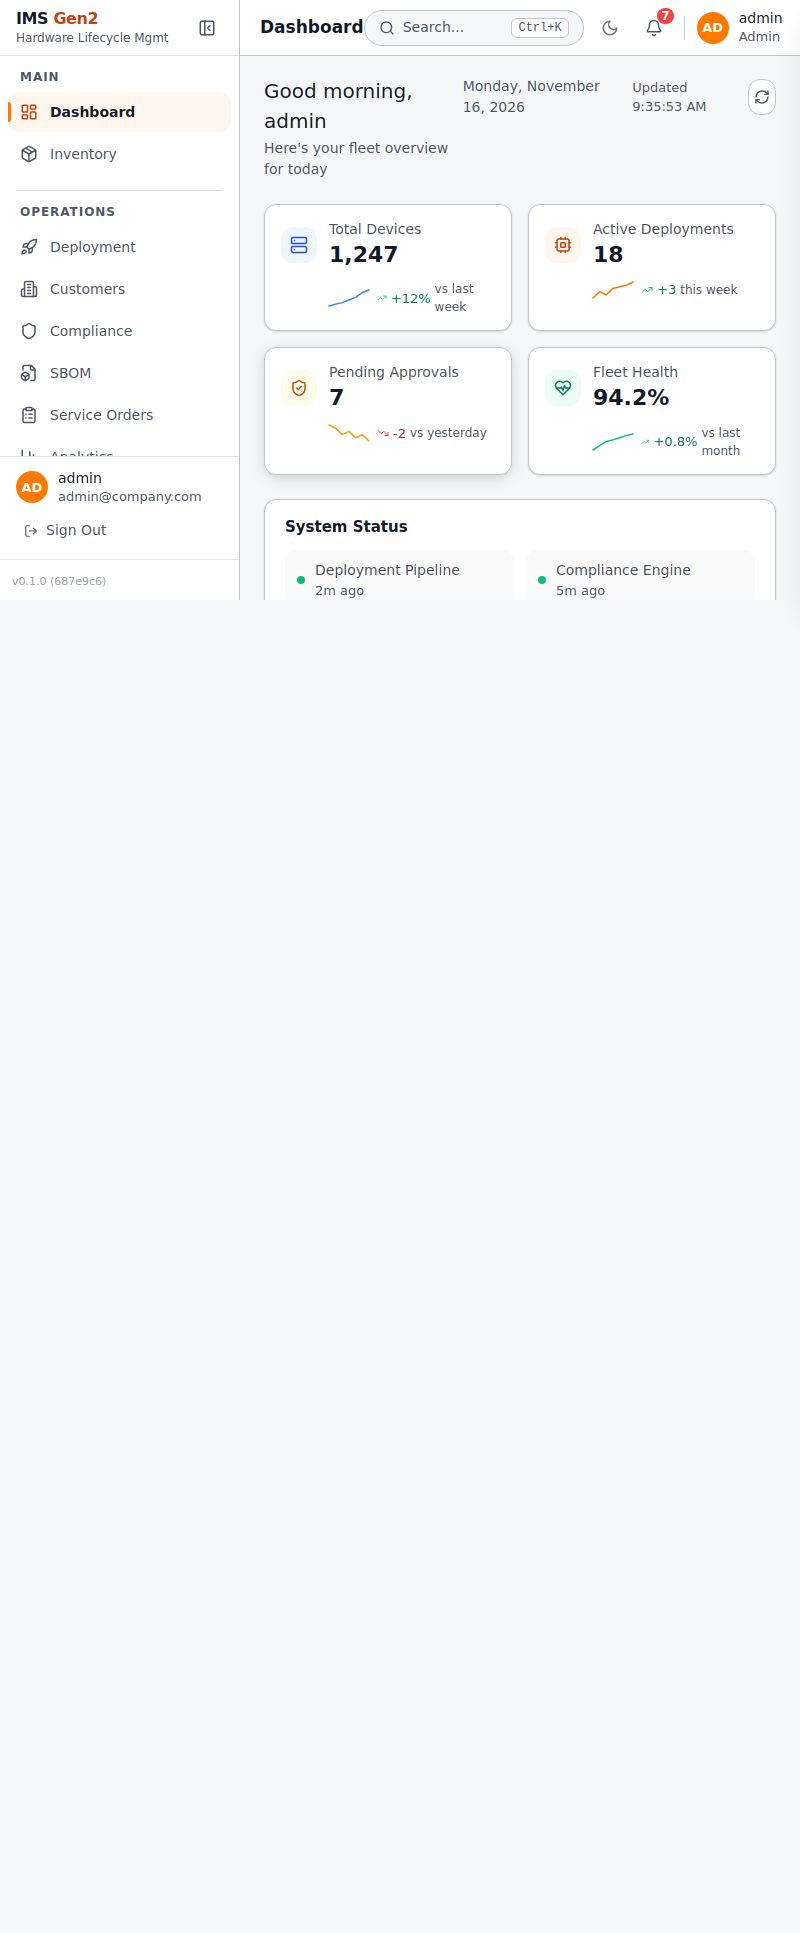 IMS Gen2
Hardware Lifecycle Mgmt
MAIN
Dashboard
Inventory
OPERATIONS
Deployment
Customers
Compliance
SBOM
Service Orders
Analytics
AD
admin
admin@company.com
Sign Out
v0.1.0 (687e9c6)
Dashboard
Search...
Ctrl+K
7
AD
admin
Admin
Good morning,
admin
Here's your fleet overview
for today
Monday, November
16, 2026
Updated
9:35:53 AM
Total Devices
1,247
+12%
vs last
week
Active Deployments
18
+3 this week
Pending Approvals
7
-2 vs yesterday
Fleet Health
94.2%
+0.8%
vs last
month
System Status
Deployment Pipeline
2m ago
Compliance Engine
5m ago